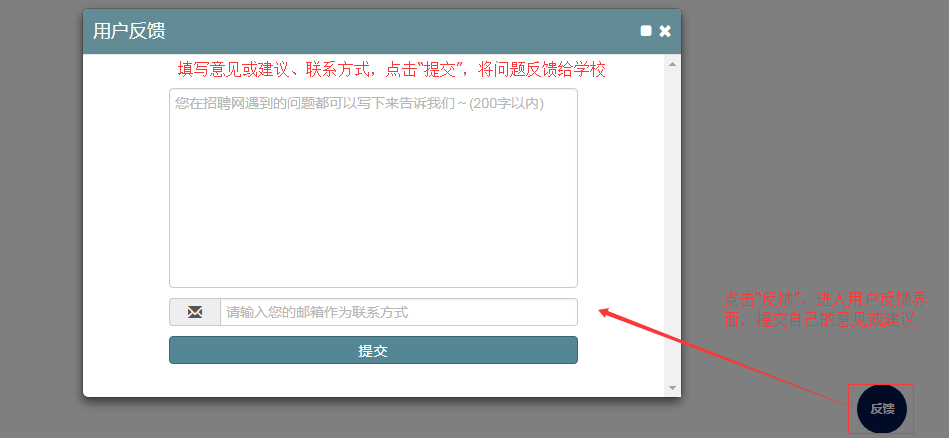 用户反馈
填写意见或建议、联系方式，点击“提交”，将问题反馈给学校
您在招聘网遇到的问题都可以写下来告诉我们～(200字以内)
请输入您的邮箱作为联系方式
提交
点击“反馈”，进入用户反馈界
面，提交自己的意见或建议
反馈